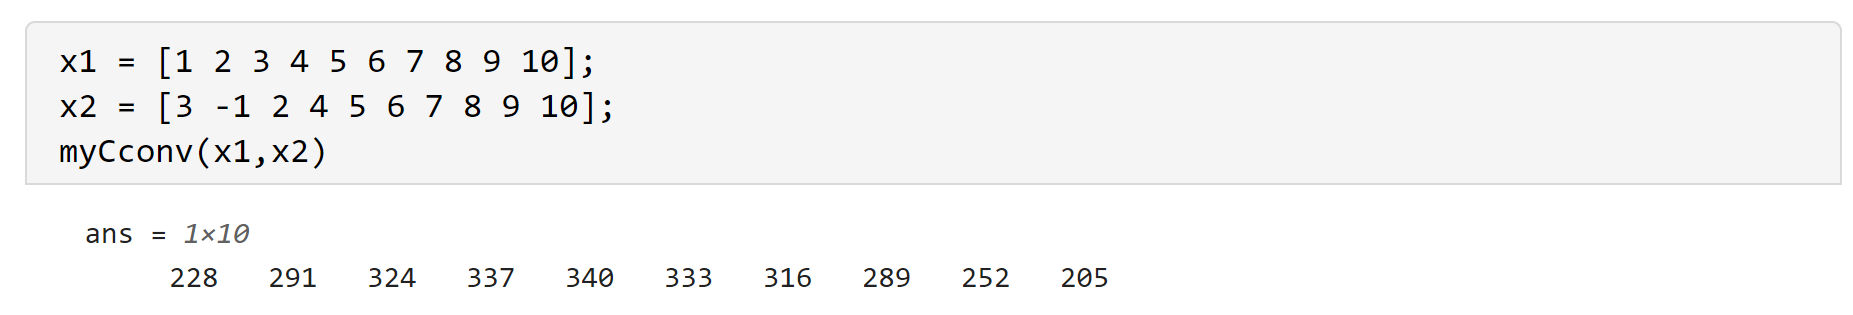 x1 = [1 2 3 4 5 6 7 8 9 10];
x2 = [3 -1 2 4 5 6 7 8 9 10];
myCconv(x1,x2)
ans = 1×10
228 291 324 337 340 333 316 289 252 205